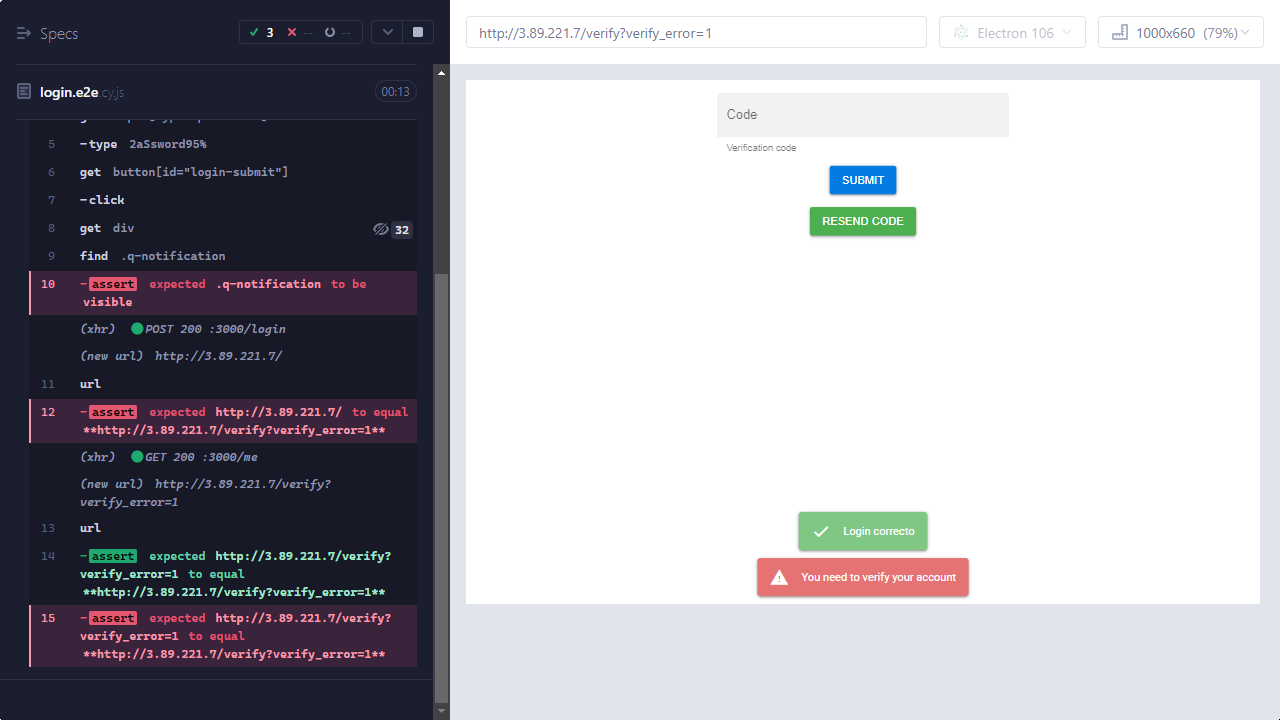 Specs
3
--
--
http://3.89.221.7/verify?verify_error=1
Electron 106
1000x660 (79%)
login.e2e.cy.js
00:13
5 -type 2aSsword95%
6 get button[id="login-submit"]
7 -click
8 get div
32
9 find .q-notification
10 -assert expected .q-notification to be
visible
(xhr) POST 200 :3000/login
(new url) http://3.89.221.7/
11 url
12 -assert expected http://3.89.221.7/ to equal
**http://3.89.221.7/verify?verify_error=1**
(xhr) GET 200 :3000/me
(new url) http://3.89.221.7/verify?
verify_error=1
13 url
14 -assert expected http://3.89.221.7/verify?
verify_error=1 to equal
**http://3.89.221.7/verify?verify_error=1**
15 -assert expected http://3.89.221.7/verify?
verify_error=1 to equal
**http://3.89.221.7/verify?verify_error=1**
Code
Verification code
SUBMIT
RESEND CODE
Login correcto
You need to verify your account